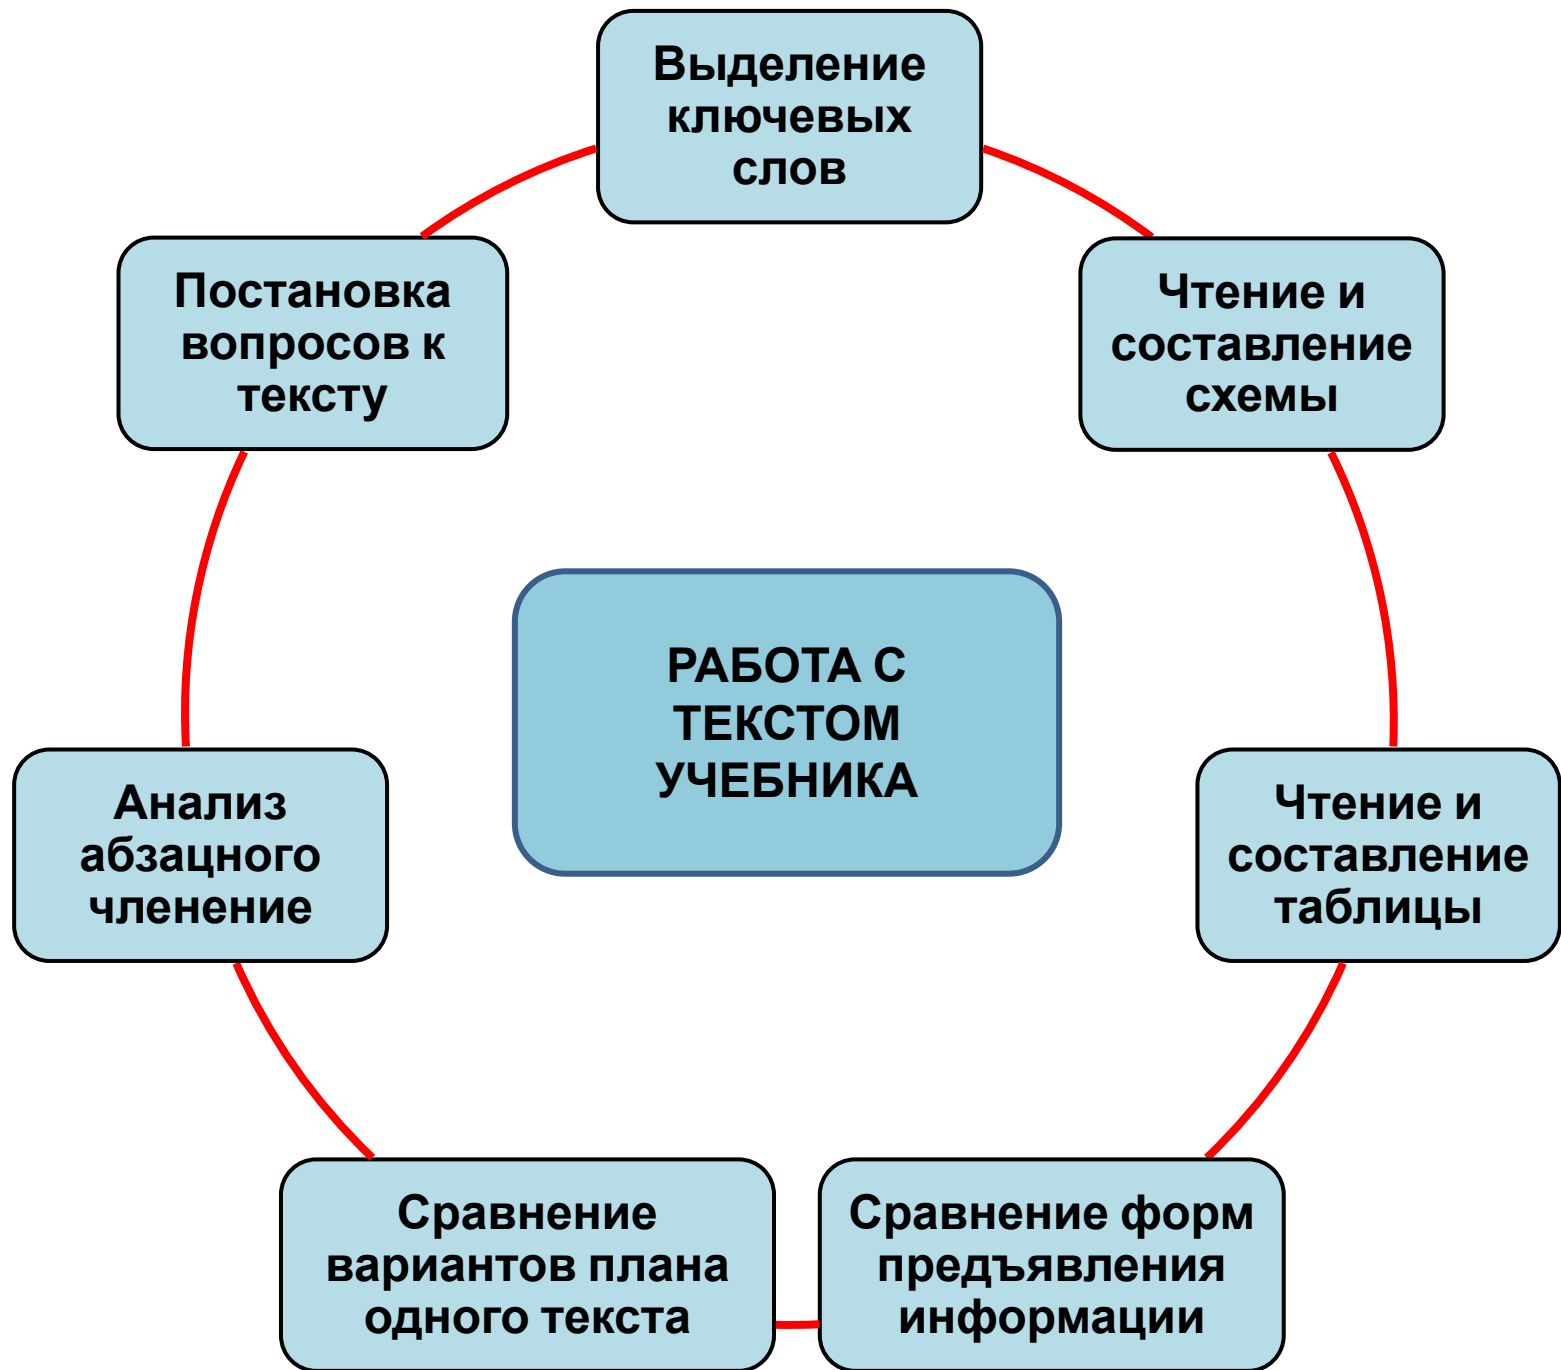 Выделение
ключевых
слов
Постановка
вопросов к
тексту
Чтение и
составление
схемы
РАБОТА С
ТЕКСТОМ
УЧЕБНИКА
Анализ
абзацного
членение
Чтение и
составление
таблицы
Сравнение
вариантов плана
одного текста
Сравнение форм
предъявления
информации